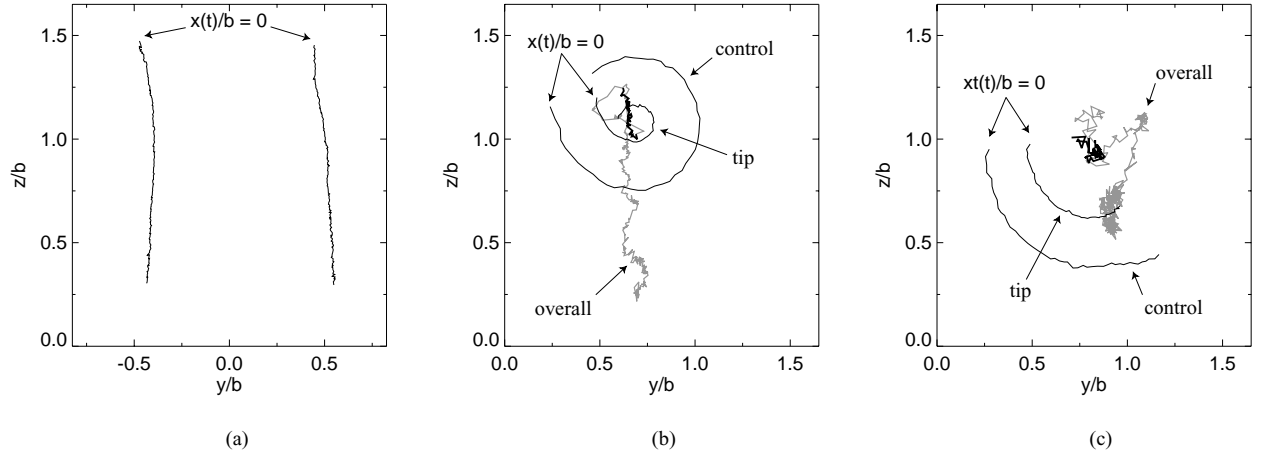 x(t)/b = 0
1.5
1.0
0.5
0.0
z/b
-0.5
0.0
0.5
y/b
(a)
x(t)/b = 0
control
tip
overall
1.5
1.0
0.5
0.0
z/b
0.0
0.5
1.0
1.5
y/b
(b)
xt(t)/b = 0
overall
tip
control
1.5
1.0
0.5
0.0
z/b
0.0
0.5
1.0
1.5
y/b
(c)